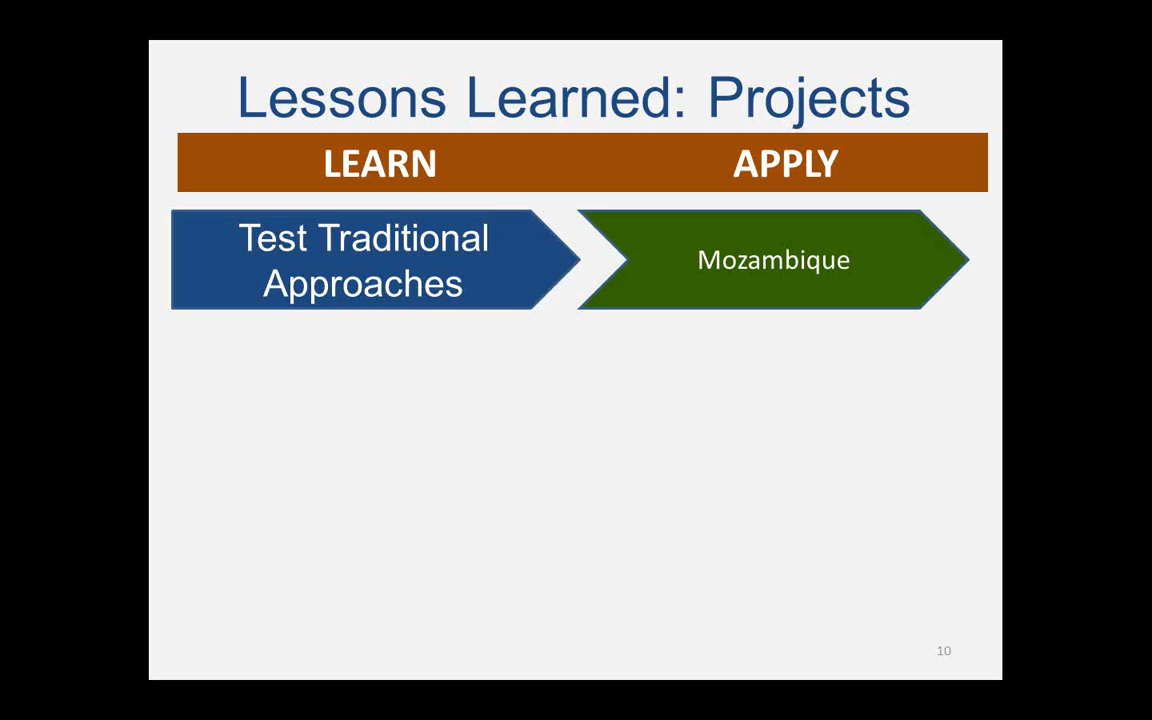 Lessons Learned: Projects
LEARN APPLY
Test Traditional
Approaches
Mozambique
10